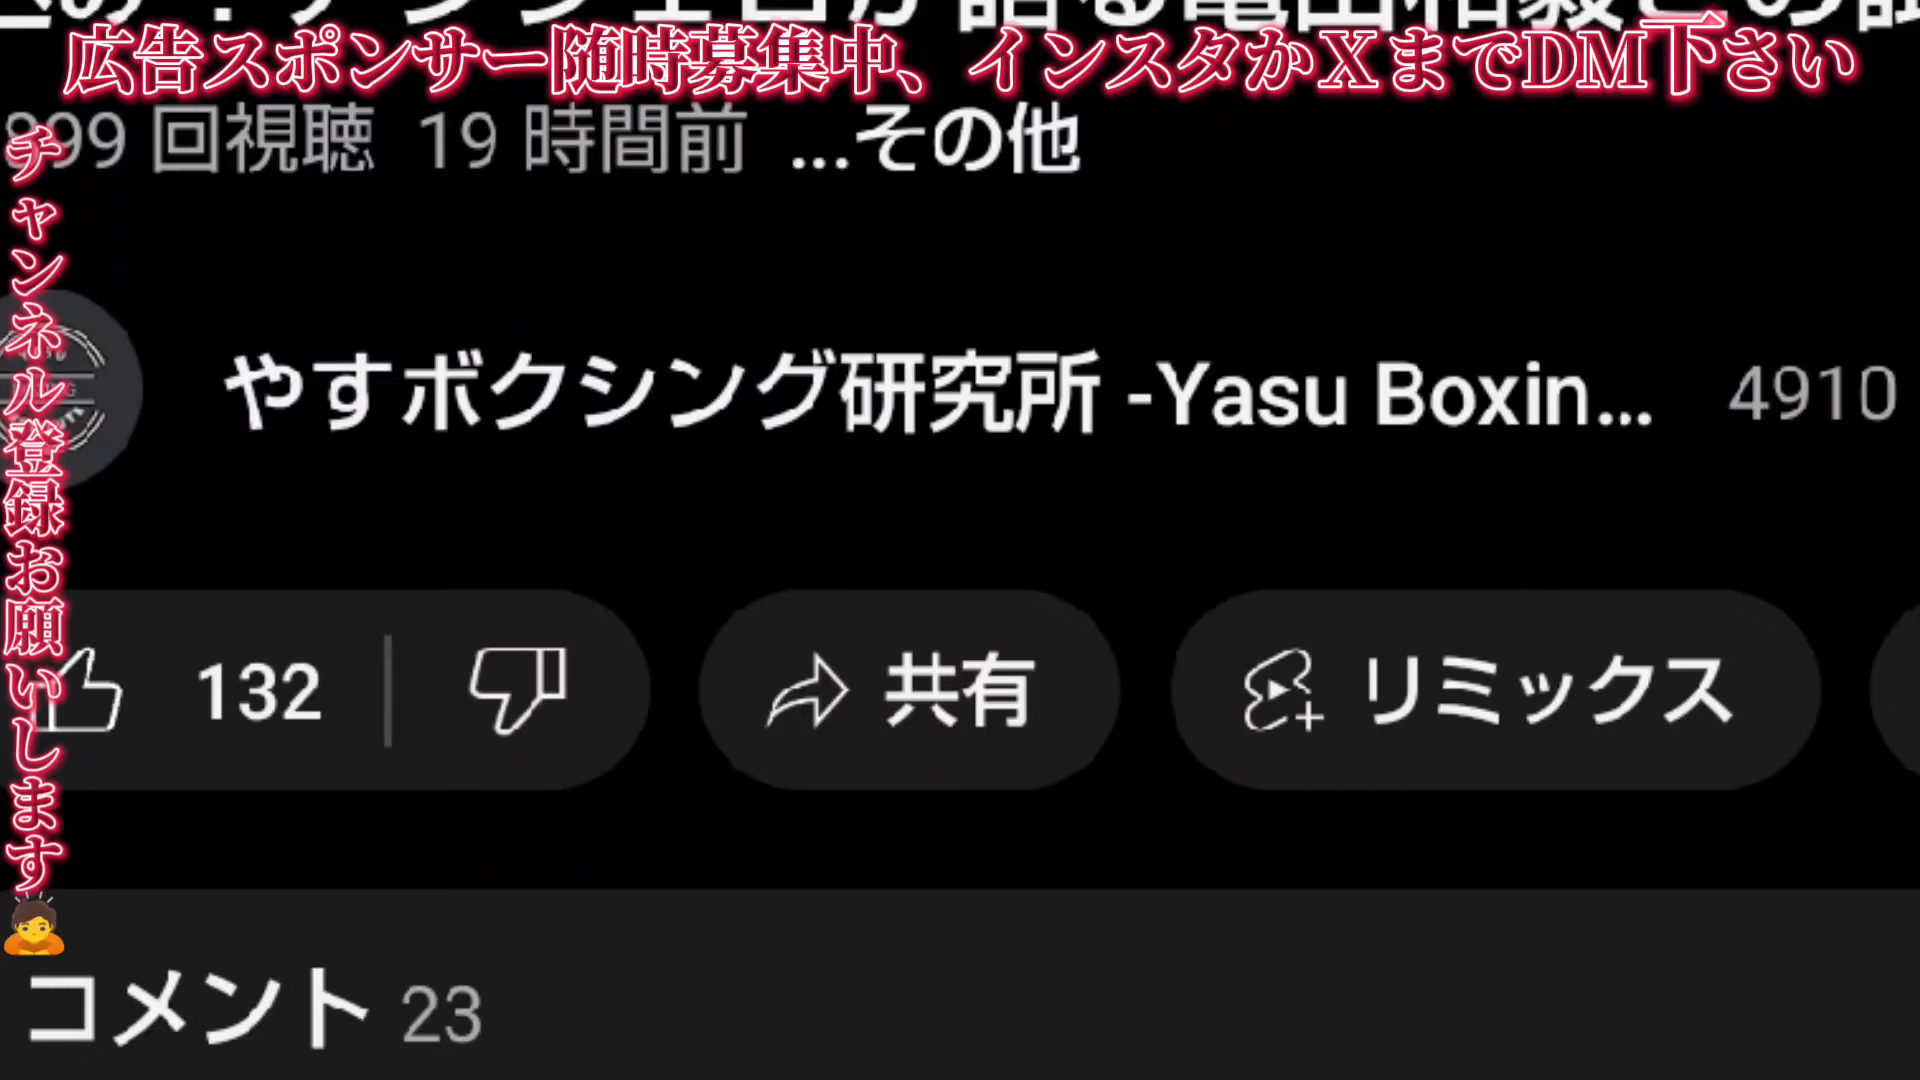 広告スポンサー随時募集中、インスタかXまでDM下さい
899 回視聴 19 時間前 ...その他
チャンネル登録お願いします🙇
やすボクシング研究所 -Yasu Boxin... 4910
132 共有 リミックス
コメント 23